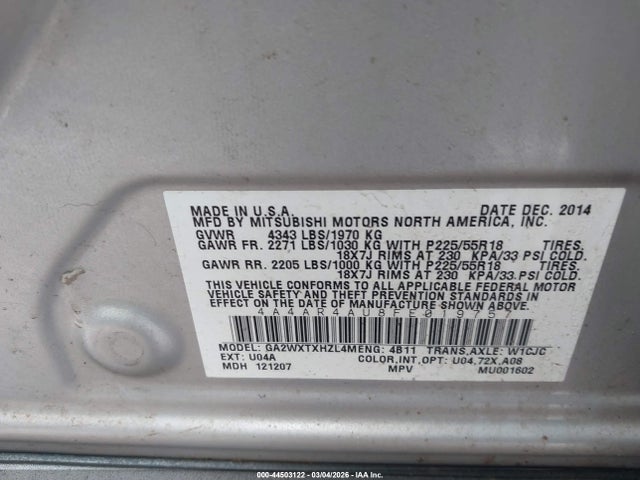 MADE IN U.S.A. DATE DEC. 2014
MFD BY MITSUBISHI MOTORS NORTH AMERICA, INC.
GVWR 4343 LBS/1970 KG
GAWR FR. 2271 LBS/1030 KG WITH P225/55R18 TIRES.
18X7J RIMS AT 230 KPA/33 PSI COLD.
GAWR RR. 2205 LBS/1000 KG WITH P225/55R18 TIRES.
18X7J RIMS AT 230 KPA/33 PSI COLD.
THIS VEHICLE CONFORMS TO ALL APPLICABLE FEDERAL MOTOR
VEHICLE SAFETY AND THEFT PREVENTION STANDARDS IN
EFFECT ON THE DATE OF MANUFACTURE SHOWN ABOVE.
4A4AR4AU8FE019757
MODEL: GA2WXTXHZL4M ENG: 4B11 TRANS.AXLE: W1CJC
EXT: U04A COLOR,INT,OPT: U04,72X,A08
MDH 121207 MPV MU001602
000-44503122 - 03/04/2026 - IAA Inc.